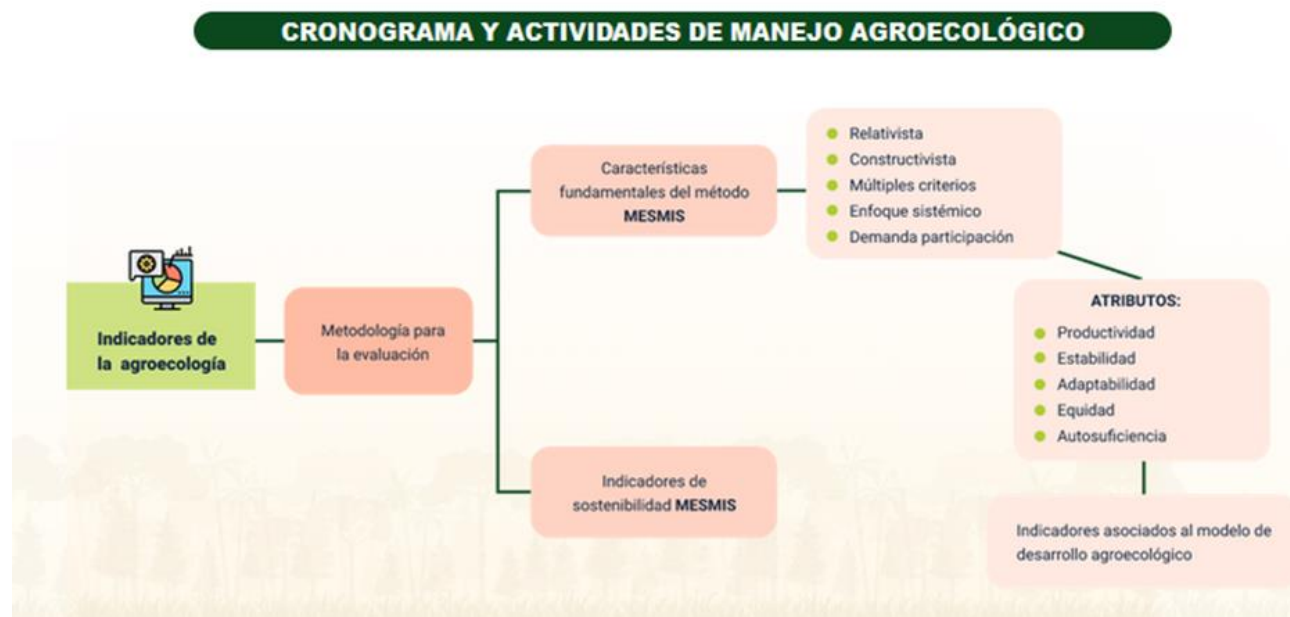 CRONOGRAMA Y ACTIVIDADES DE MANEJO AGROECOLÓGICO
Indicadores de
la agroecología
Metodología para
la evaluación
Características
fundamentales del método
MESMIS
Relativista
Constructivista
Múltiples criterios
Enfoque sistémico
Demanda participación
ATRIBUTOS:
Productividad
Estabilidad
Adaptabilidad
Equidad
Autosuficiencia
Indicadores asociados al modelo de
desarrollo agroecológico
Indicadores de
sostenibilidad MESMIS